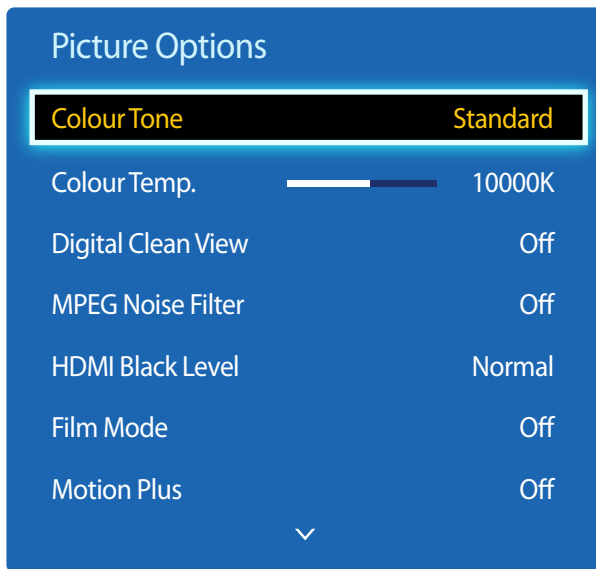 Picture Options
Colour Tone Standard
Colour Temp. 10000K
Digital Clean View Off
MPEG Noise Filter Off
HDMI Black Level Normal
Film Mode Off
Motion Plus Off